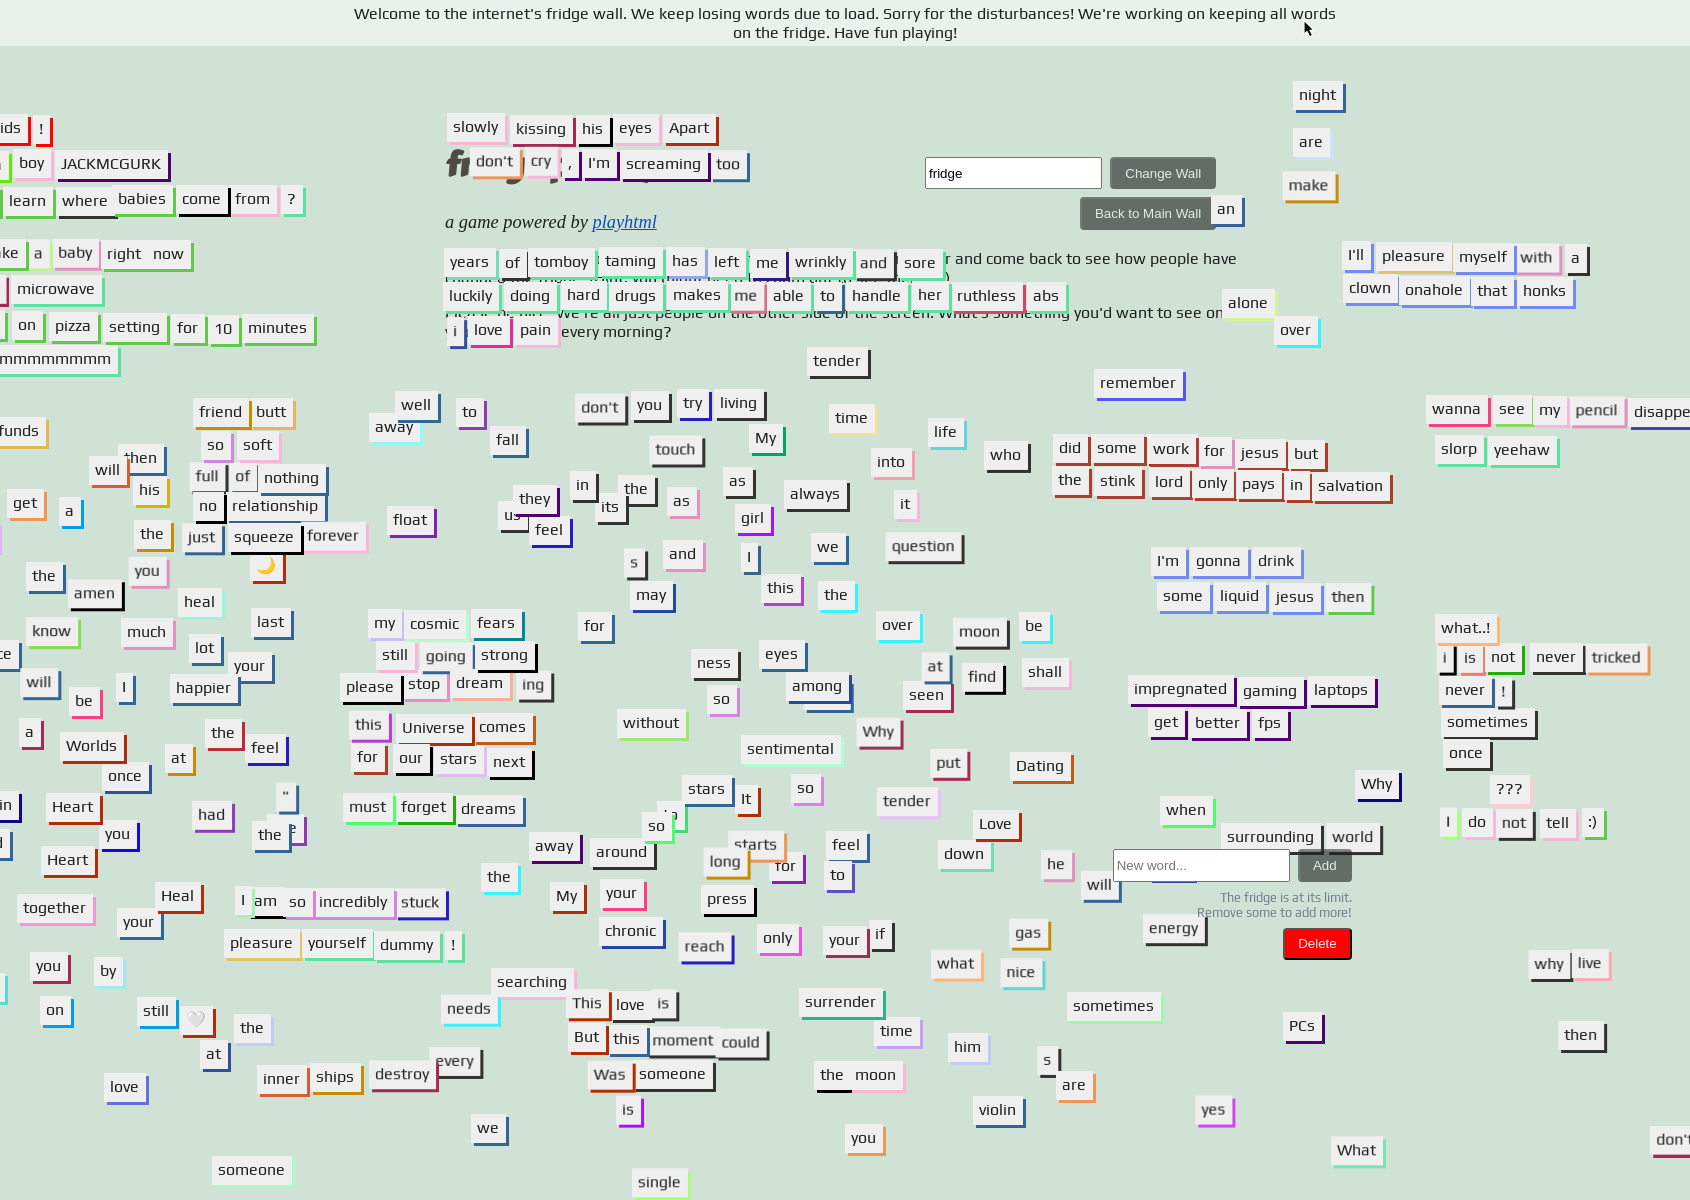 Welcome to the internet's fridge wall. We keep losing words due to load. Sorry for the disturbances! We're working on keeping all words
on the fridge. Have fun playing!
night
ids !
slowly kissing his eyes Apart
are
boy JACKMCGURK
don't cry , I'm screaming too
fridge
Change Wall
make
learn where babies come from ?
Back to Main Wall
an
a game powered by playhtml
ke a baby right now
years of tomboy taming has left me wrinkly and sore
r and come back to see how people have
I'll pleasure myself with a
microwave
luckily doing hard drugs makes me able to handle her ruthless abs
clown onahole that honks
alone
We're all just people on the other side of the screen. What's something you'd want to see on
on pizza setting for 10 minutes
i love pain
every morning?
over
mmmmmmmmm
tender
remember
friend butt
well
to
away
don't you try living
time
wanna see my pencil disappe
funds
so soft
fall
My
life
touch
who
did some work for jesus but
slorp yeehaw
then
will
full of nothing
his
into
the stink lord only pays in salvation
in the as
they
its
as
always
get
a
no relationship
us
it
float
feel
girl
the
just squeeze forever
🌙
we
question
and
I
s
I'm gonna drink
the
you
amen
this
the
may
some liquid jesus then
heal
know
much
last
my cosmic fears
for
over
moon
be
what..!
lot
still going strong
ness
eyes
i is not never tricked
ce
your
at
find
shall
will
I
happier
please stop dream ing
among
seen
never !
be
so
impregnated gaming laptops
a
the
this Universe comes
without
Why
get better fps
sometimes
Worlds
feel
sentimental
at
for our stars next
once
once
put
Dating
in
Heart
"
had
must forget dreams
stars
It
so
tender
Why
???
when
you
the
so
Love
I do not tell :)
surrounding world
Heart
away
around
starts
feel
long
for
to
down
he
New word...
Add
the
will
Heal
I am so incredibly stuck
My
your
press
The fridge is at its limit.
Remove some to add more!
together
your
chronic
reach
only
your
if
gas
energy
Delete
pleasure yourself dummy !
you
by
searching
what
nice
why live
on
still
🤍
the
needs
This love is
surrender
sometimes
time
PCs
then
at
But this moment could
him
every
s
love
inner ships
destroy
Was someone
the moon
are
is
violin
yes
we
you
What
don't
someone
single